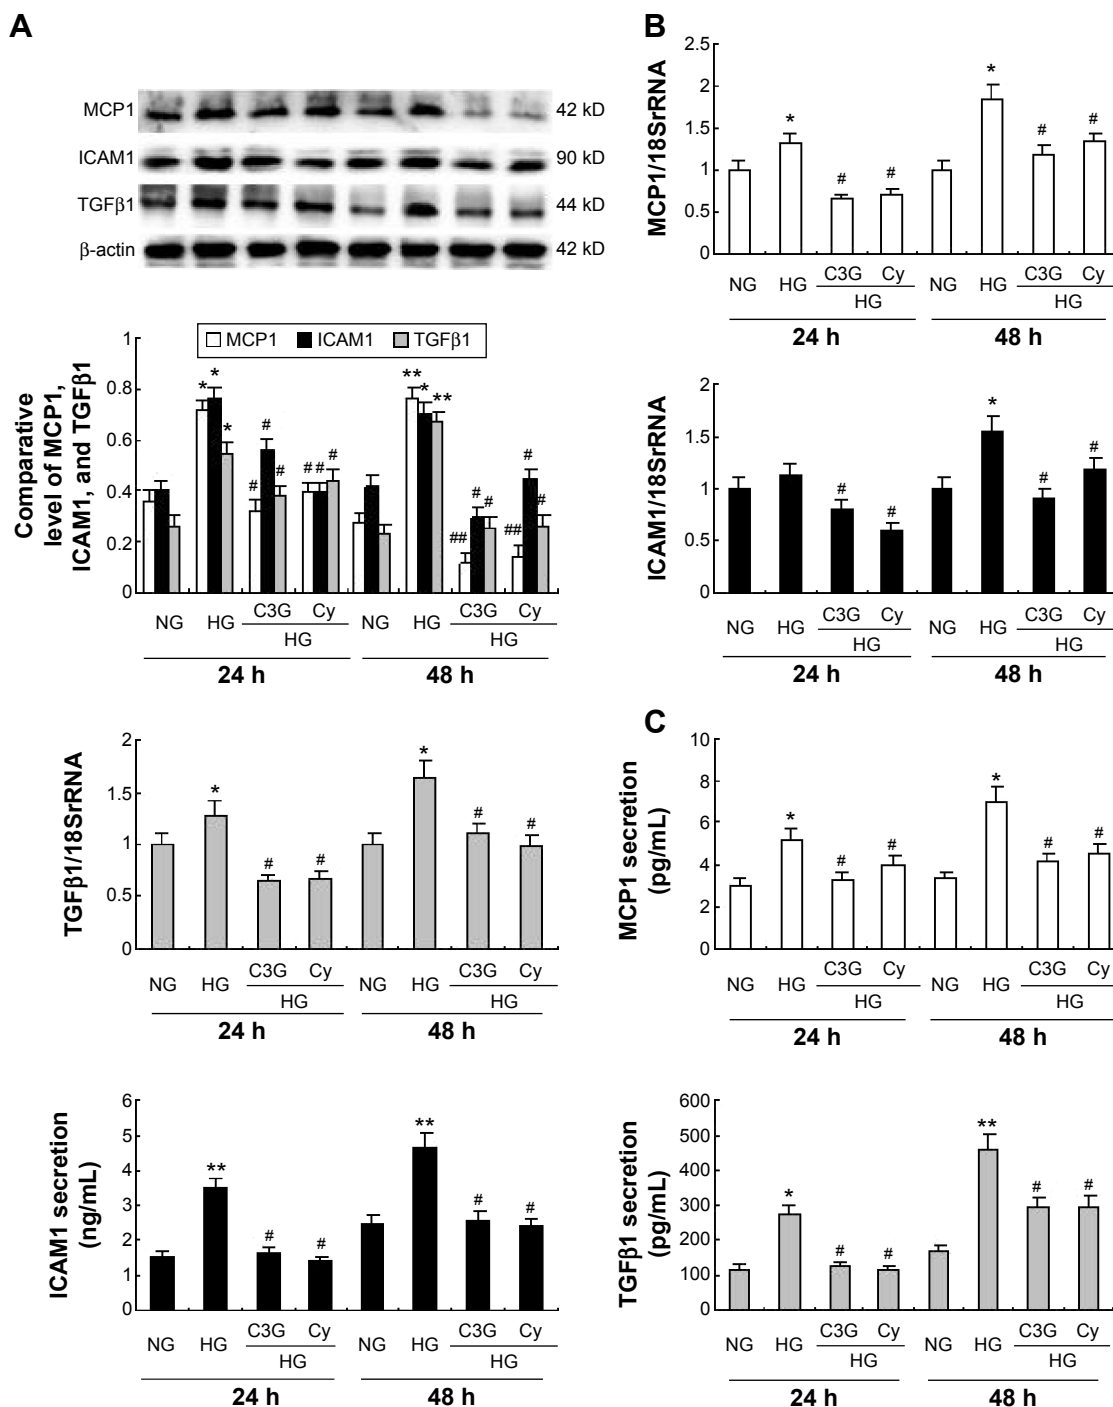 A
MCP1 42 kD
ICAM1 90 kD
TGFβ1 44 kD
β-actin 42 kD
Comparative
level of MCP1,
ICAM1, and TGFβ1
1
0.8
0.6
0.4
0.2
0
MCP1 ICAM1 TGFβ1
* * * # # # # # # ** * ** ## # # ## # #
NG HG C3G Cy NG HG C3G Cy
HG HG
24 h 48 h
B
MCP1/18SrRNA
2.5
2
1.5
1
0.5
0
* # # * # #
NG HG C3G Cy NG HG C3G Cy
HG HG
24 h 48 h
ICAM1/18SrRNA
2
1.5
1
0.5
0
# # * # #
NG HG C3G Cy NG HG C3G Cy
HG HG
24 h 48 h
TGFβ1/18SrRNA
2
1.5
1
0.5
0
* # # * # #
NG HG C3G Cy NG HG C3G Cy
HG HG
24 h 48 h
C
MCP1 secretion
(pg/mL)
10
8
6
4
2
0
* # # * # #
NG HG C3G Cy NG HG C3G Cy
HG HG
24 h 48 h
ICAM1 secretion
(ng/mL)
6
5
4
3
2
1
0
** # # ** # #
NG HG C3G Cy NG HG C3G Cy
HG HG
24 h 48 h
TGFβ1 secretion
(pg/mL)
600
500
400
300
200
100
0
* # # ** # #
NG HG C3G Cy NG HG C3G Cy
HG HG
24 h 48 h